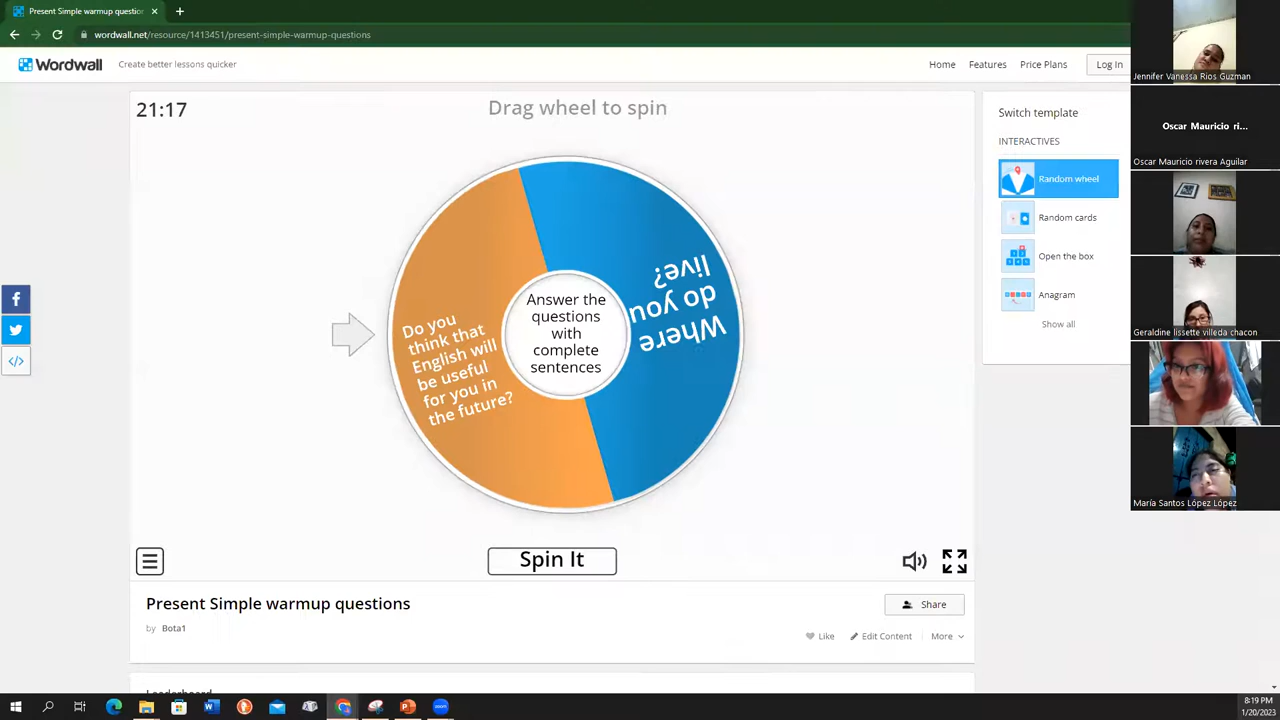 Present Simple warmup question
wordwall.net/resource/1413451/present-simple-warmup-questions
Wordwall
Create better lessons quicker
Home
Features
Price Plans
Log In
21:17
Drag wheel to spin
Do you
think that
English will
be useful
for you in
the future?
Answer the
questions
with
complete
sentences
Where
do you
live?
Spin It
Switch template
INTERACTIVES
Random wheel
Random cards
Open the box
Anagram
Show all
Present Simple warmup questions
by Bota1
Share
Like
Edit Content
More
Leaderboard
Jennifer Vanessa Rios Guzman
Oscar Mauricio ri...
Oscar Mauricio rivera Aguilar
Geraldine lissette villeda chacon
María Santos López López
8:19 PM
1/20/2023